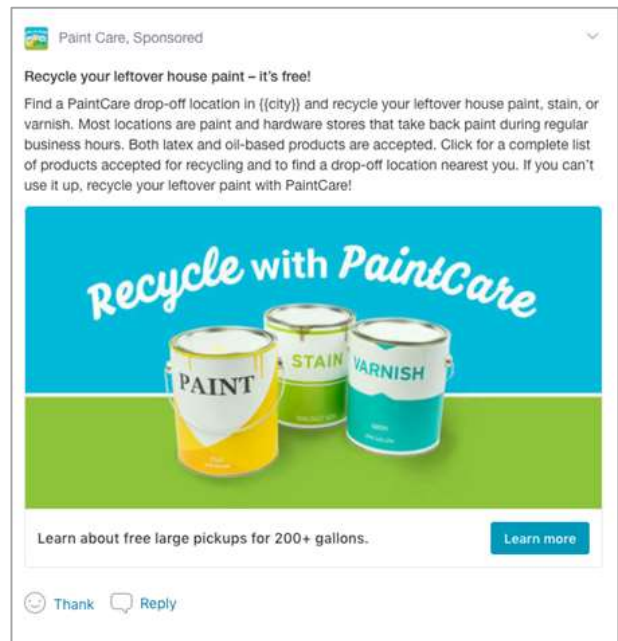 Paint Care, Sponsored
Recycle your leftover house paint – it's free!
Find a PaintCare drop-off location in {{city}} and recycle your leftover house paint, stain, or
varnish. Most locations are paint and hardware stores that take back paint during regular
business hours. Both latex and oil-based products are accepted. Click for a complete list
of products accepted for recycling and to find a drop-off location nearest you. If you can't
use it up, recycle your leftover paint with PaintCare!
Recycle with PaintCare
PAINT
STAIN
VARNISH
Learn about free large pickups for 200+ gallons.
Learn more
Thank
Reply